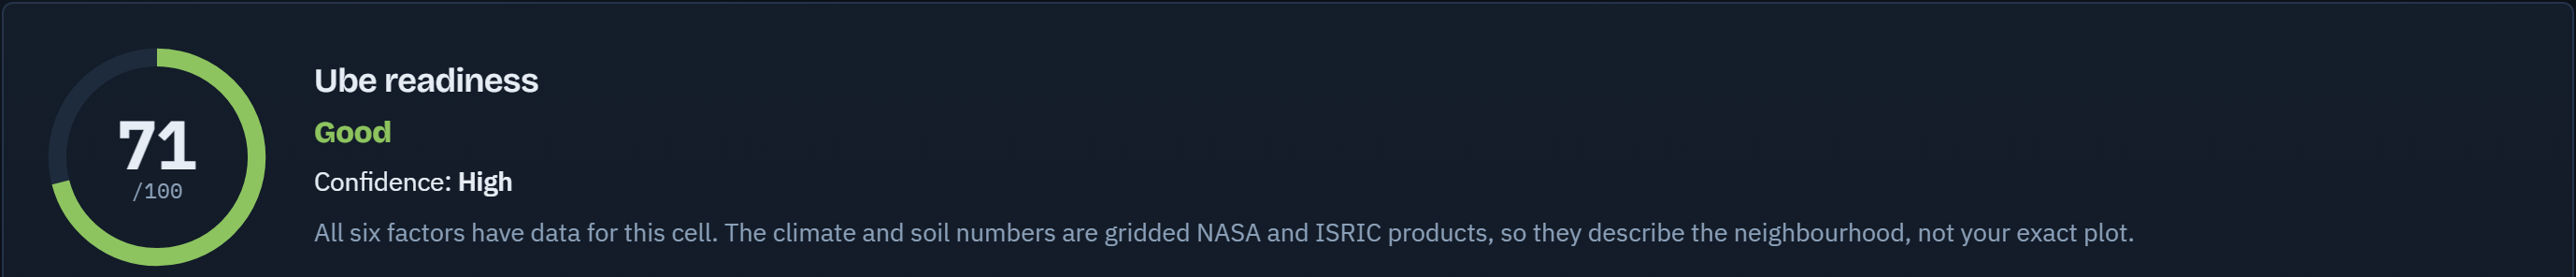 71
/100
Ube readiness
Good
Confidence: High
All six factors have data for this cell. The climate and soil numbers are gridded NASA and ISRIC products, so they describe the neighbourhood, not your exact plot.